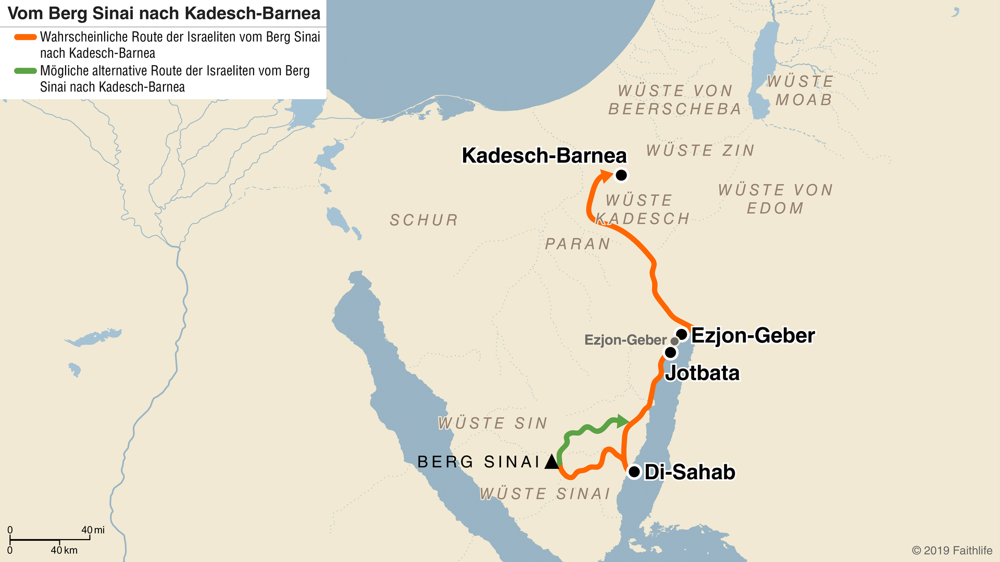 Vom Berg Sinai nach Kadesch-Barnea
Wahrscheinliche Route der Israeliten vom Berg Sinai
nach Kadesch-Barnea
Mögliche alternative Route der Israeliten vom Berg
Sinai nach Kadesch-Barnea
WÜSTE VON
BEERSCHEBA
WÜSTE
MOAB
Kadesch-Barnea
WÜSTE ZIN
WÜSTE
KADESCH
WÜSTE VON
EDOM
SCHUR
PARAN
Ezjon-Geber
Ezjon-Geber
Jotbata
WÜSTE SIN
BERG SINAI
Di-Sahab
WÜSTE SINAI
0 40 mi
0 40 km
© 2019 Faithlife